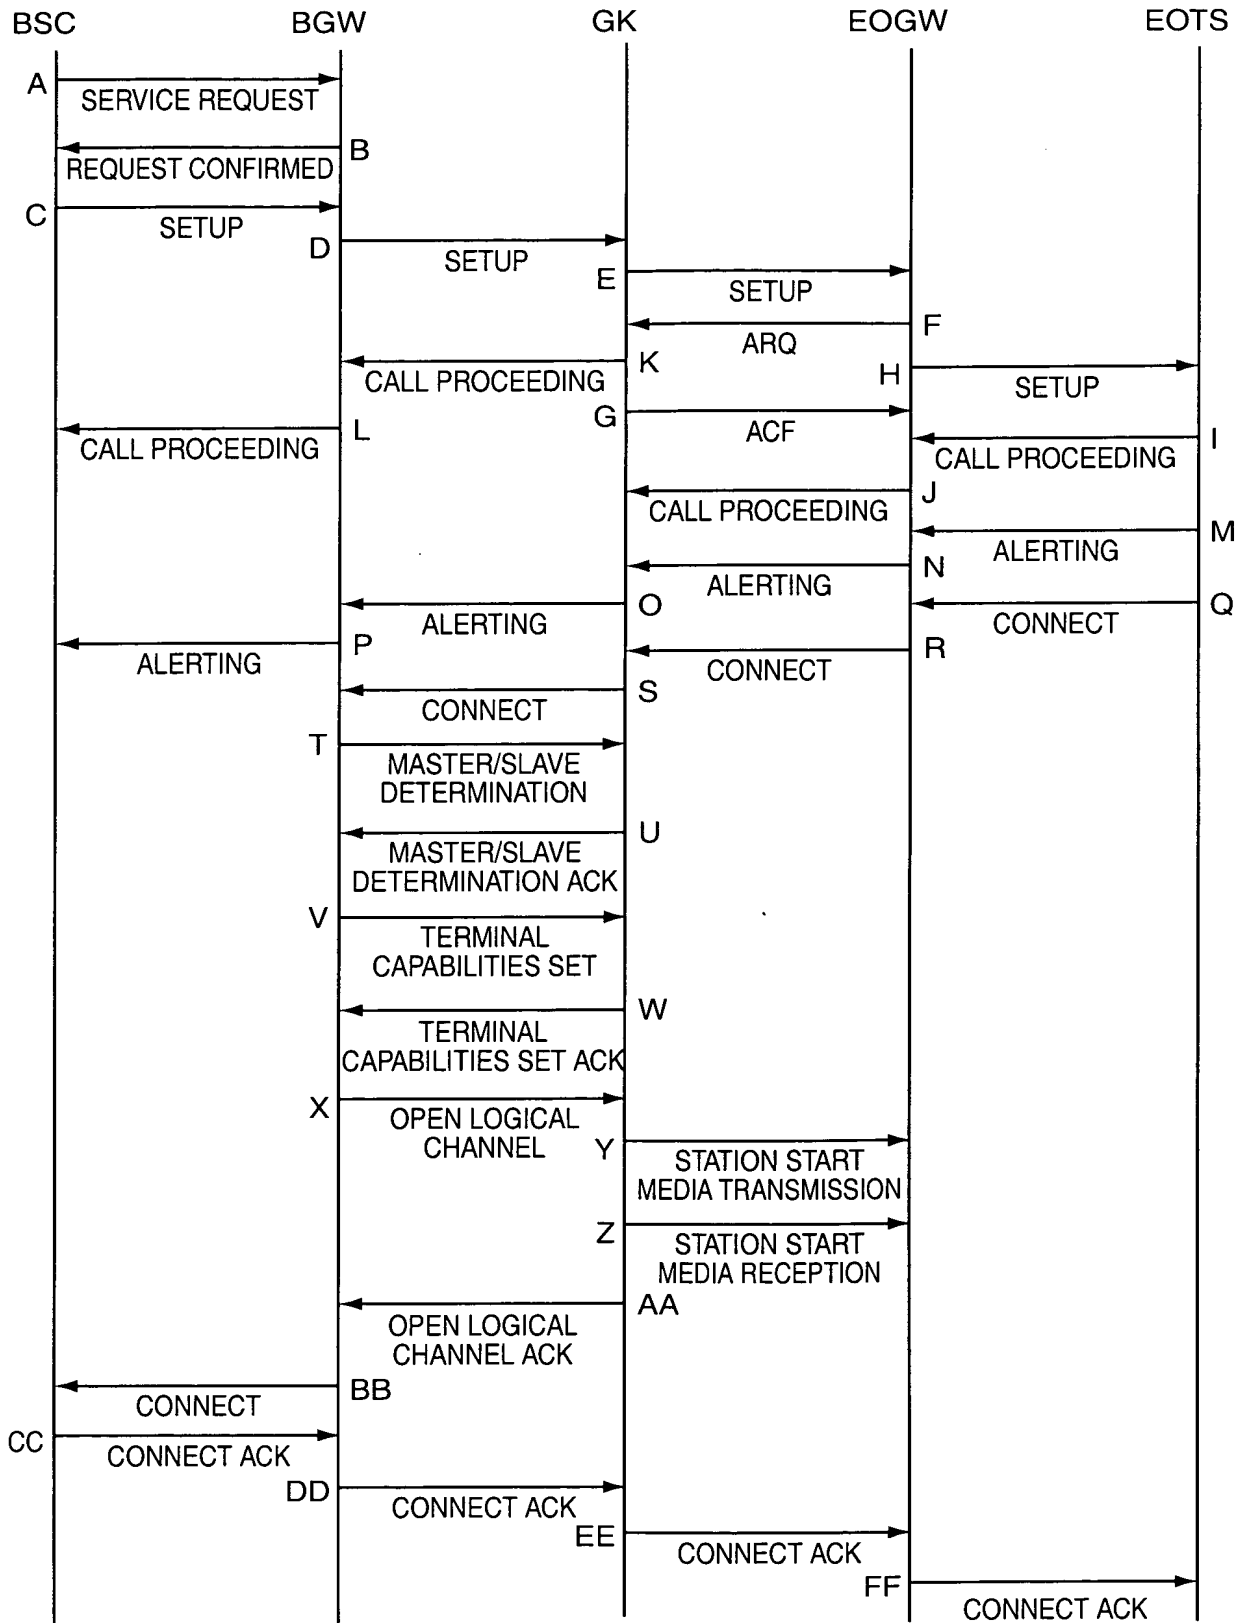 BSC BGW GK EOGW EOTS
A
SERVICE REQUEST
B
REQUEST CONFIRMED
C
SETUP
D
SETUP
E
SETUP
F
ARQ
K
CALL PROCEEDING
H
SETUP
G
ACF
L
CALL PROCEEDING
I
CALL PROCEEDING
J
CALL PROCEEDING
M
ALERTING
N
ALERTING
O
ALERTING
Q
CONNECT
P
ALERTING
R
CONNECT
S
CONNECT
T
MASTER/SLAVE
DETERMINATION
U
MASTER/SLAVE
DETERMINATION ACK
V
TERMINAL
CAPABILITIES SET
W
TERMINAL
CAPABILITIES SET ACK
X
OPEN LOGICAL
CHANNEL
Y
STATION START
MEDIA TRANSMISSION
Z
STATION START
MEDIA RECEPTION
AA
OPEN LOGICAL
CHANNEL ACK
BB
CONNECT
CC
CONNECT ACK
DD
CONNECT ACK
EE
CONNECT ACK
FF
CONNECT ACK